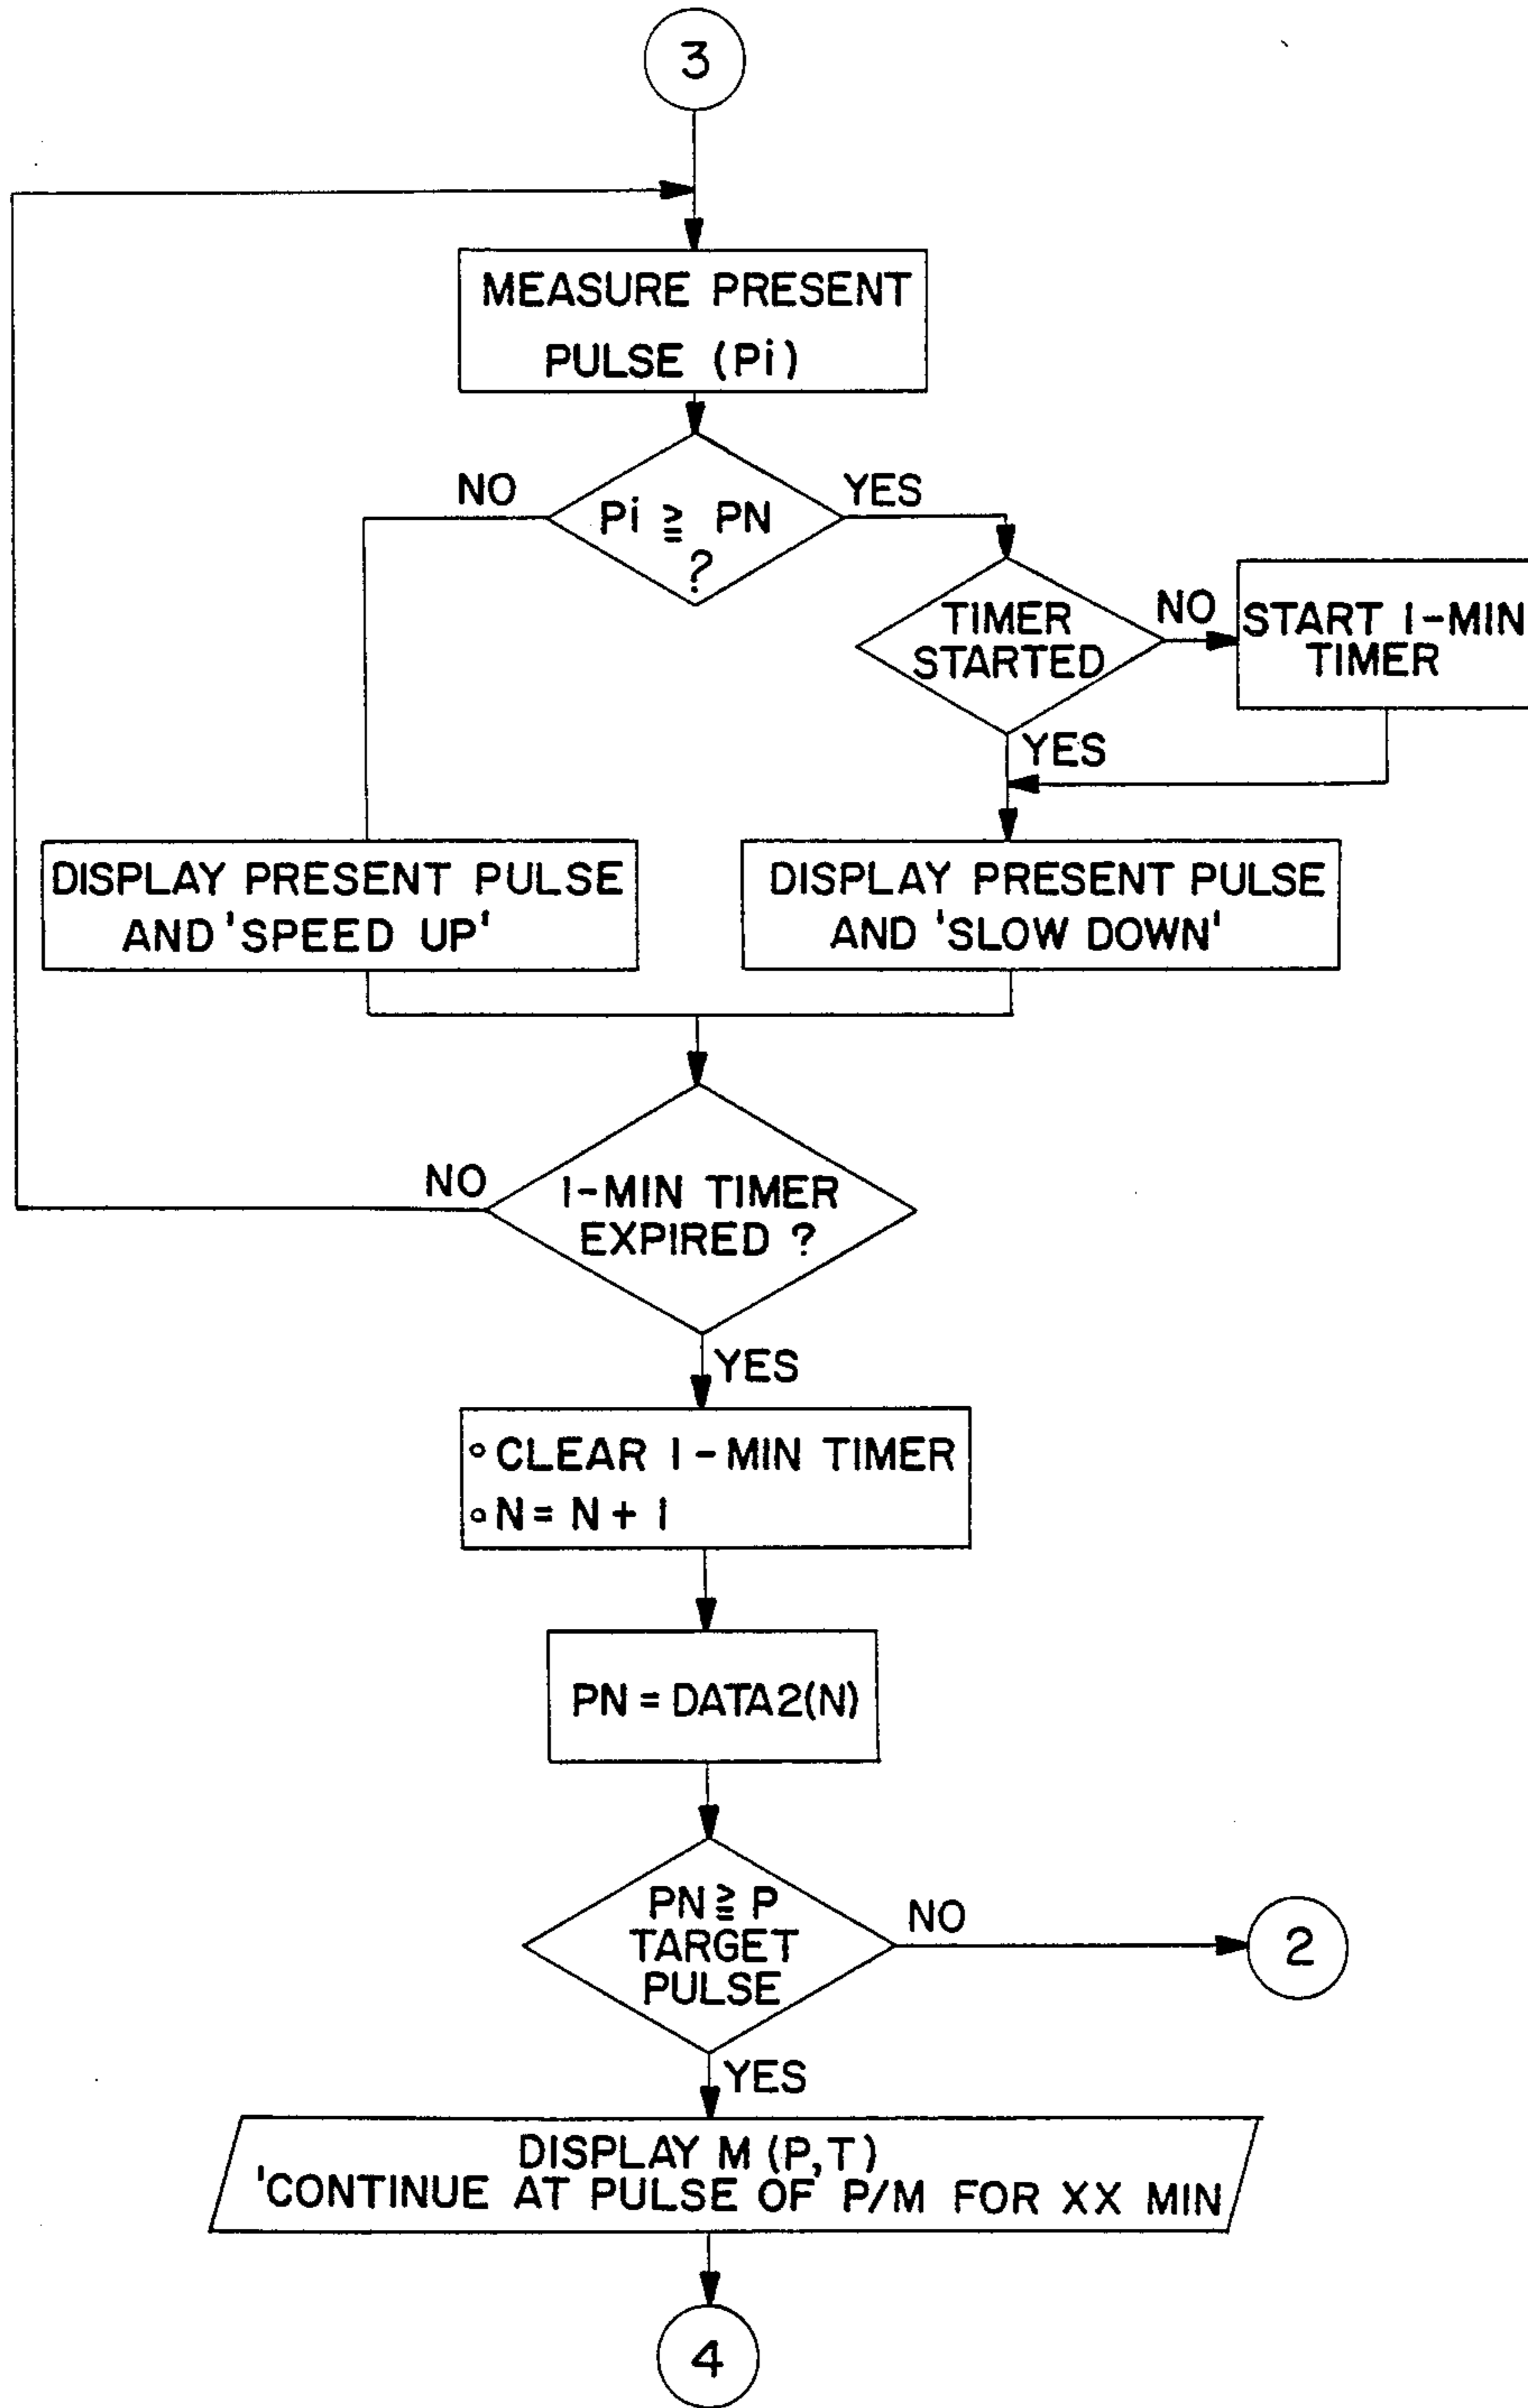 3
MEASURE PRESENT
PULSE (Pi)
NO
YES
Pi ≧ PN
?
TIMER
STARTED
NO
START 1-MIN
TIMER
YES
DISPLAY PRESENT PULSE
AND 'SPEED UP'
DISPLAY PRESENT PULSE
AND 'SLOW DOWN'
NO
1-MIN TIMER
EXPIRED ?
YES
∘ CLEAR 1-MIN TIMER
∘ N = N + 1
PN = DATA2(N)
PN ≧ P
TARGET
PULSE
NO
2
YES
DISPLAY M (P,T)
'CONTINUE AT PULSE OF P/M FOR XX MIN
4